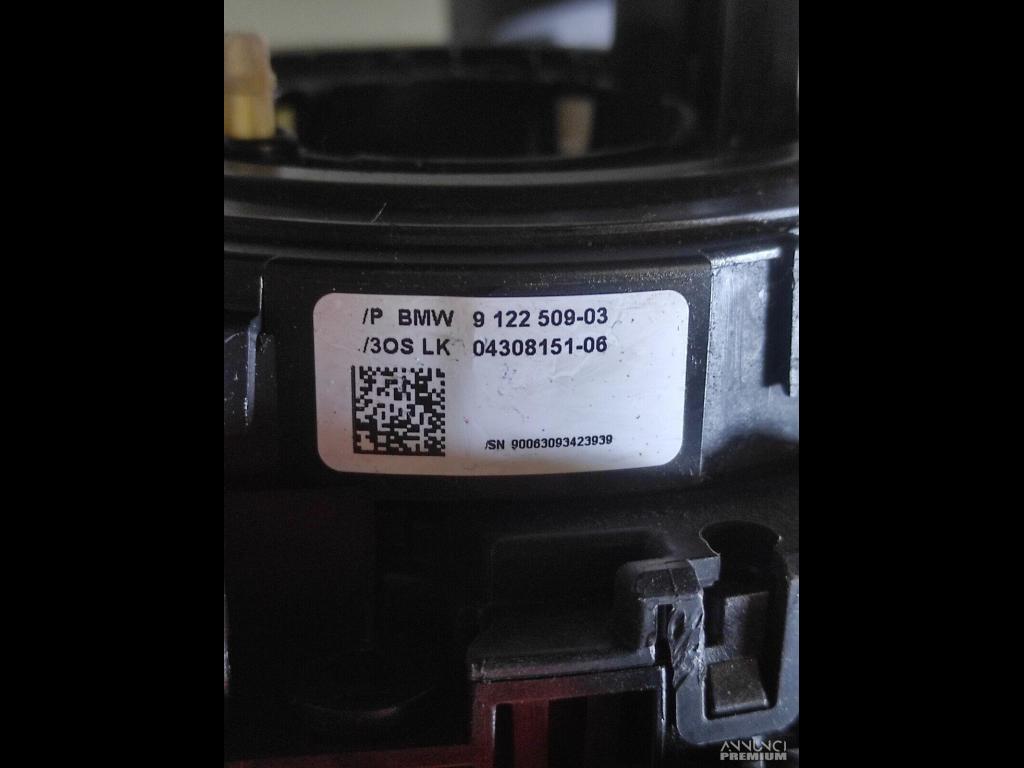 /P BMW 9 122 509-03
/3OS LK 04308151-06
/SN 90063093423939
ANNUNCI
PREMIUM